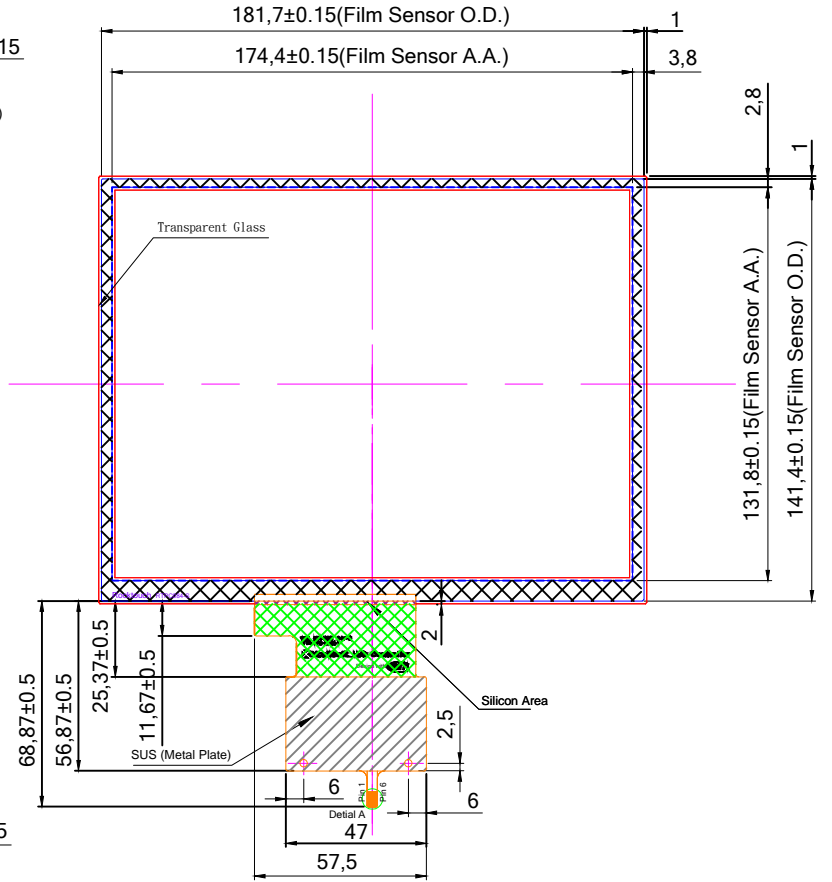 181,7±0.15(Film Sensor O.D.)
1
15
174,4±0.15(Film Sensor A.A.)
3,8
2,8
)
1
Transparent Glass
131,8±0.15(Film Sensor A.A.)
141,4±0.15(Film Sensor O.D.)
2
68,87±0.5
56,87±0.5
25,37±0.5
11,67±0.5
Silicon Area
SUS (Metal Plate)
2,5
Pin 1
Pin 6
6
6
Detial A
5
47
57,5